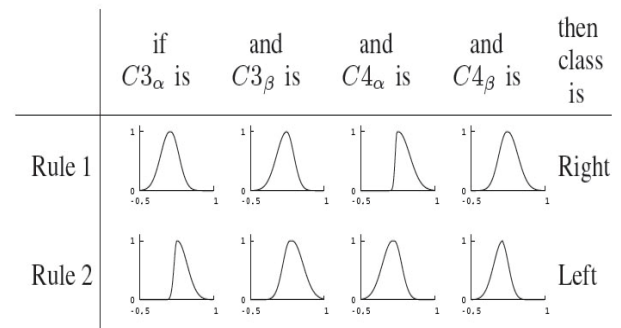 if and and and then
C3α is C3β is C4α is C4β is class
is
Rule 1 1 0 -0.5 1 1 0 -0.5 1 1 0 -0.5 1 1 0 -0.5 1 Right
Rule 2 1 0 -0.5 1 1 0 -0.5 1 1 0 -0.5 1 1 0 -0.5 1 Left